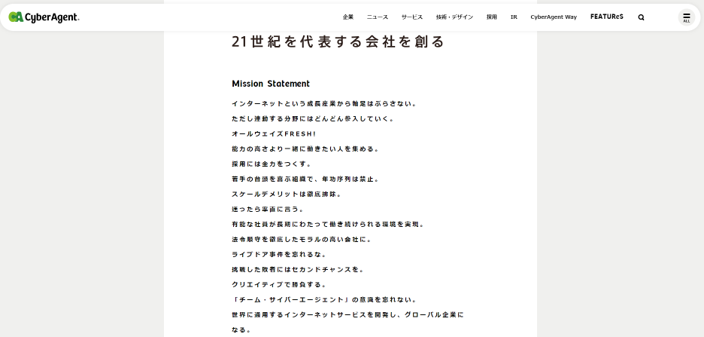 CyberAgent.
企業 ニュース サービス 技術・デザイン 採用 IR CyberAgent Way FEATUReS ALL
21世紀を代表する会社を創る
Mission Statement
インターネットという成長産業から軸足はぶらさない。
ただし連動する分野にはどんどん参入していく。
オールウェイズFRESH!
能力の高さより一緒に働きたい人を集める。
採用には全力をつくす。
若手の台頭を喜ぶ組織で、年功序列は禁止。
スケールデメリットは徹底排除。
迷ったら率直に言う。
有能な社員が長期にわたって働き続けられる環境を実現。
法令順守を徹底したモラルの高い会社に。
ライブドア事件を忘れるな。
挑戦した敗者にはセカンドチャンスを。
クリエイティブで勝負する。
「チーム・サイバーエージェント」の意識を忘れない。
世界に通用するインターネットサービスを開発し、グローバル企業に
なる。